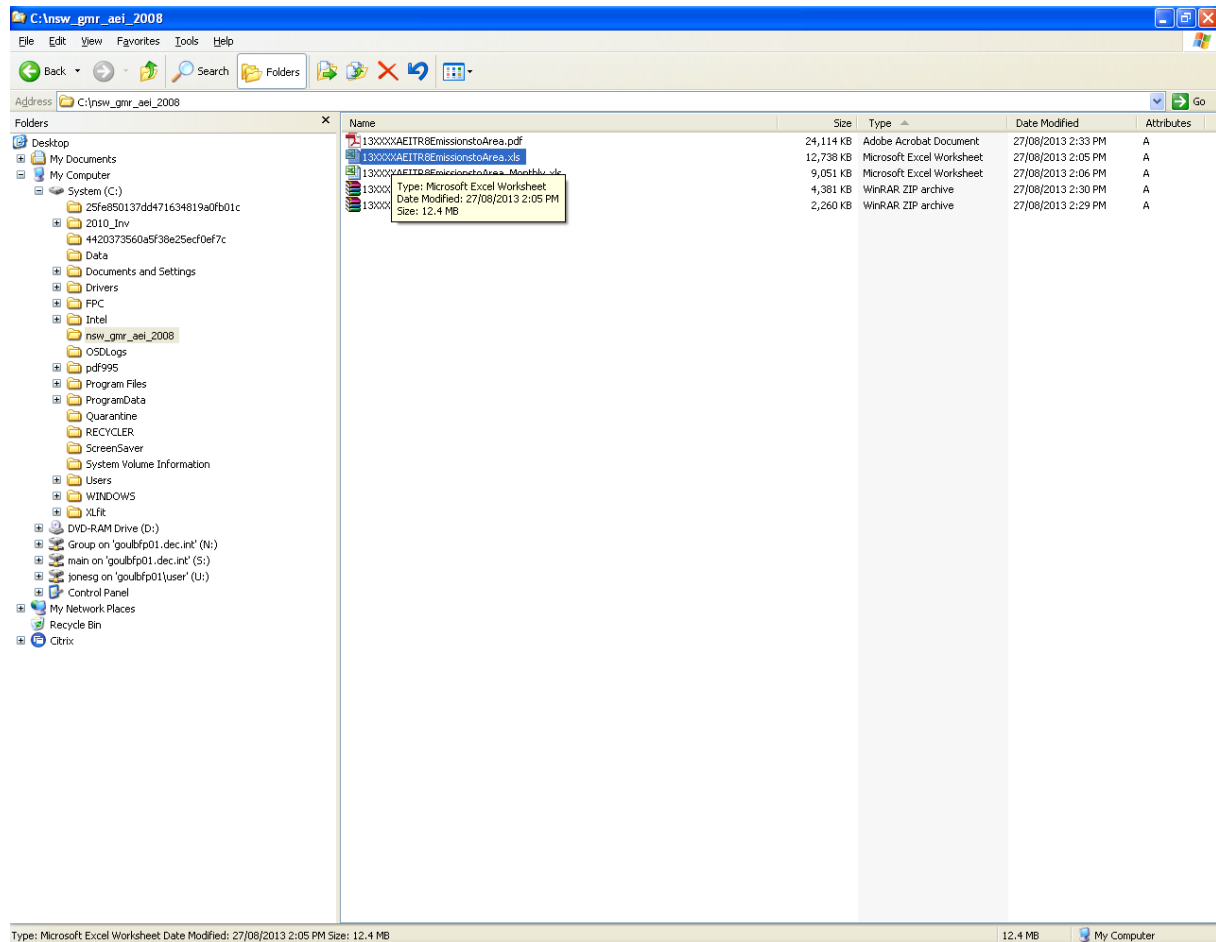 C:\nsw_gmr_aei_2008
File Edit View Favorites Tools Help
Back Search Folders
Address C:\nsw_gmr_aei_2008 Go
Folders x
Desktop
My Documents
My Computer
System (C:)
25fe850137dd471634819a0fb01c
2010_Inv
4420373560a5f38e25ecf0ef7c
Data
Documents and Settings
Drivers
FPC
Intel
nsw_gmr_aei_2008
OSDLogs
pdf995
Program Files
ProgramData
Quarantine
RECYCLER
ScreenSaver
System Volume Information
Users
WINDOWS
XLfit
DVD-RAM Drive (D:)
Group on 'goulbfp01.dec.int' (N:)
main on 'goulbfp01.dec.int' (S:)
jonesg on 'goulbfp01\user' (U:)
Control Panel
My Network Places
Recycle Bin
Citrix
Name Size Type Date Modified Attributes
13XXXXAEITR8EmissionstoArea.pdf 24,114 KB Adobe Acrobat Document 27/08/2013 2:33 PM A
13XXXXAEITR8EmissionstoArea.xls 12,738 KB Microsoft Excel Worksheet 27/08/2013 2:05 PM A
13XXXXAEITR8EmissionstoArea_Monthly.xls 9,051 KB Microsoft Excel Worksheet 27/08/2013 2:06 PM A
13XXX 4,381 KB WinRAR ZIP archive 27/08/2013 2:30 PM A
13XXX 2,260 KB WinRAR ZIP archive 27/08/2013 2:29 PM A
Type: Microsoft Excel Worksheet
Date Modified: 27/08/2013 2:05 PM
Size: 12.4 MB
Type: Microsoft Excel Worksheet Date Modified: 27/08/2013 2:05 PM Size: 12.4 MB 12.4 MB My Computer